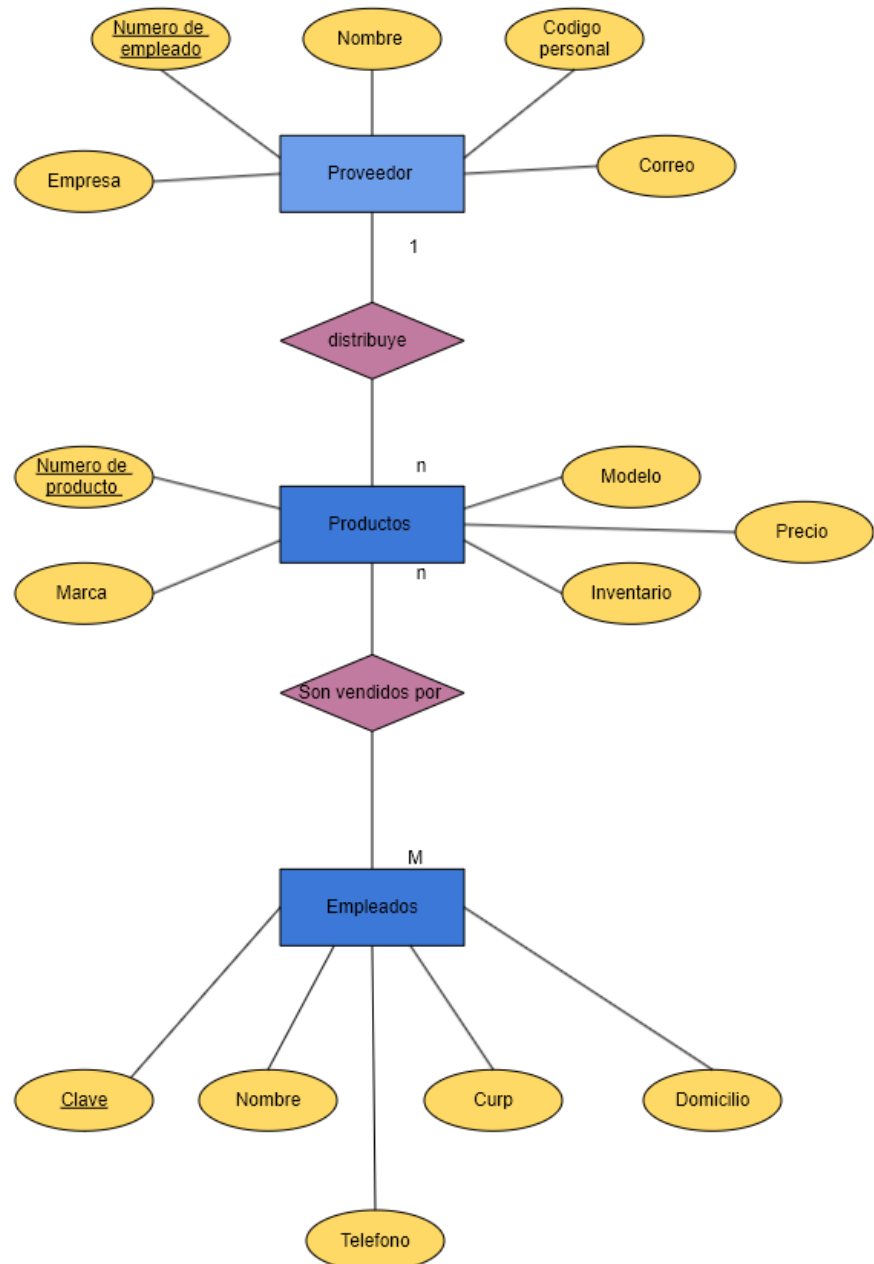 Numero de
empleado
Nombre
Codigo
personal
Empresa
Proveedor
Correo
1
distribuye
n
Numero de
producto
Modelo
Productos
Precio
Marca
n
Inventario
Son vendidos por
M
Empleados
Clave
Nombre
Curp
Domicilio
Telefono